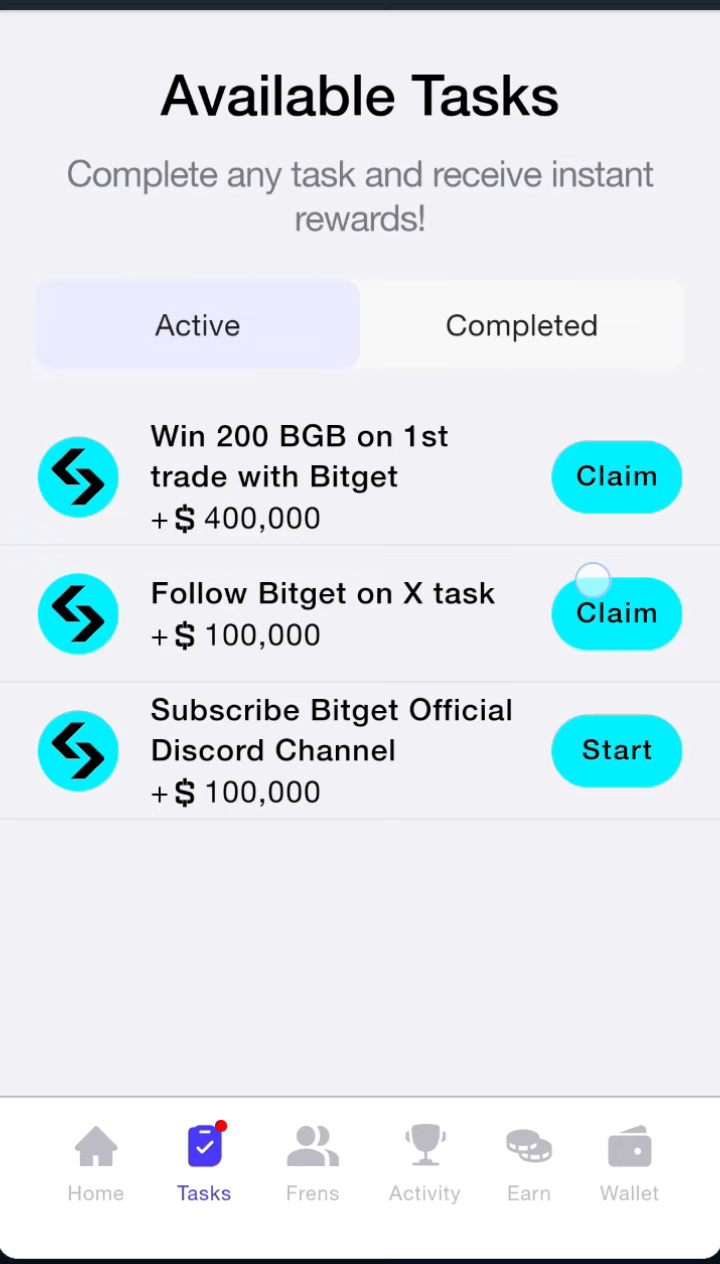 Available Tasks
Complete any task and receive instant
rewards!
Active
Completed
Win 200 BGB on 1st
trade with Bitget
+ $ 400,000
Claim
Follow Bitget on X task
+ $ 100,000
Claim
Subscribe Bitget Official
Discord Channel
+ $ 100,000
Start
Home
Tasks
Frens
Activity
Earn
Wallet